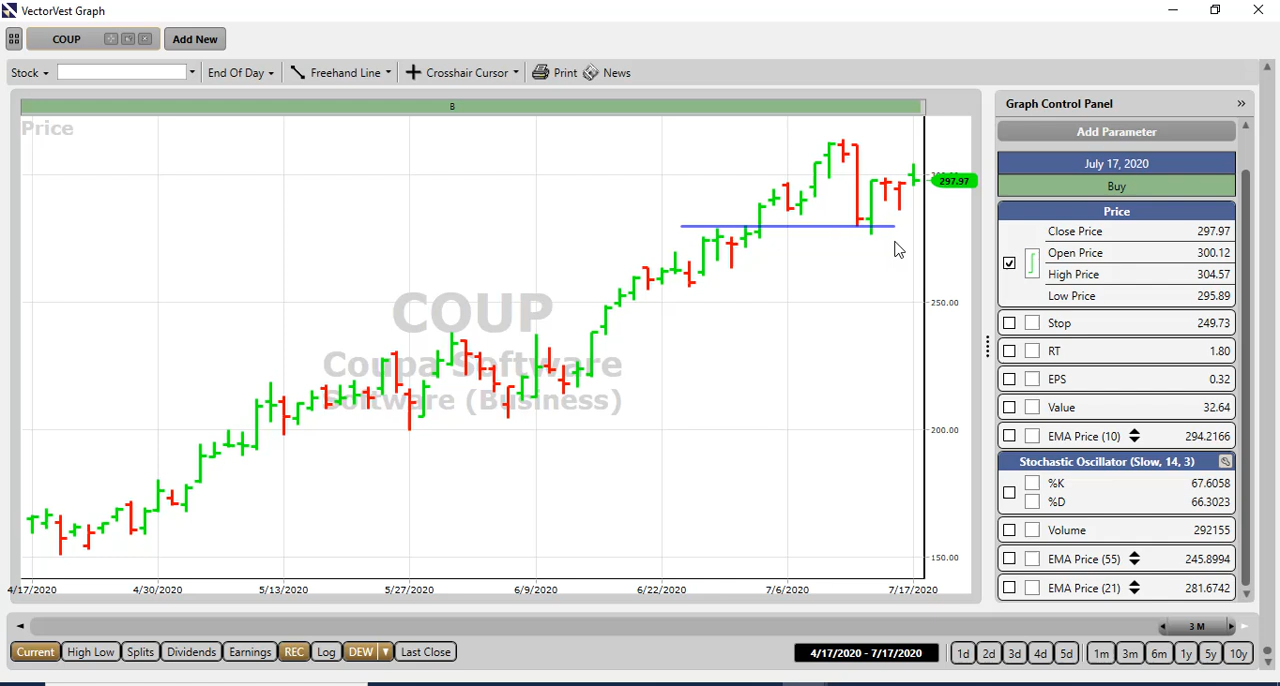 VectorVest Graph
COUP
Add New
Stock
End Of Day
Freehand Line
Crosshair Cursor
Print
News
B
Price
297.97
250.00
200.00
150.00
COUP
Coupa Software
Software (Business)
4/17/2020 4/30/2020 5/13/2020 5/27/2020 6/9/2020 6/22/2020 7/6/2020 7/17/2020
Graph Control Panel
Add Parameter
July 17, 2020
Buy
Price
Close Price 297.97
Open Price 300.12
High Price 304.57
Low Price 295.89
Stop 249.73
RT 1.80
EPS 0.32
Value 32.64
EMA Price (10) 294.2166
Stochastic Oscillator (Slow, 14, 3)
%K 67.6058
%D 66.3023
Volume 292155
EMA Price (55) 245.8994
EMA Price (21) 281.6742
3 M
Current High Low Splits Dividends Earnings REC Log DEW Last Close
4/17/2020 - 7/17/2020
1d 2d 3d 4d 5d 1m 3m 6m 1y 5y 10y